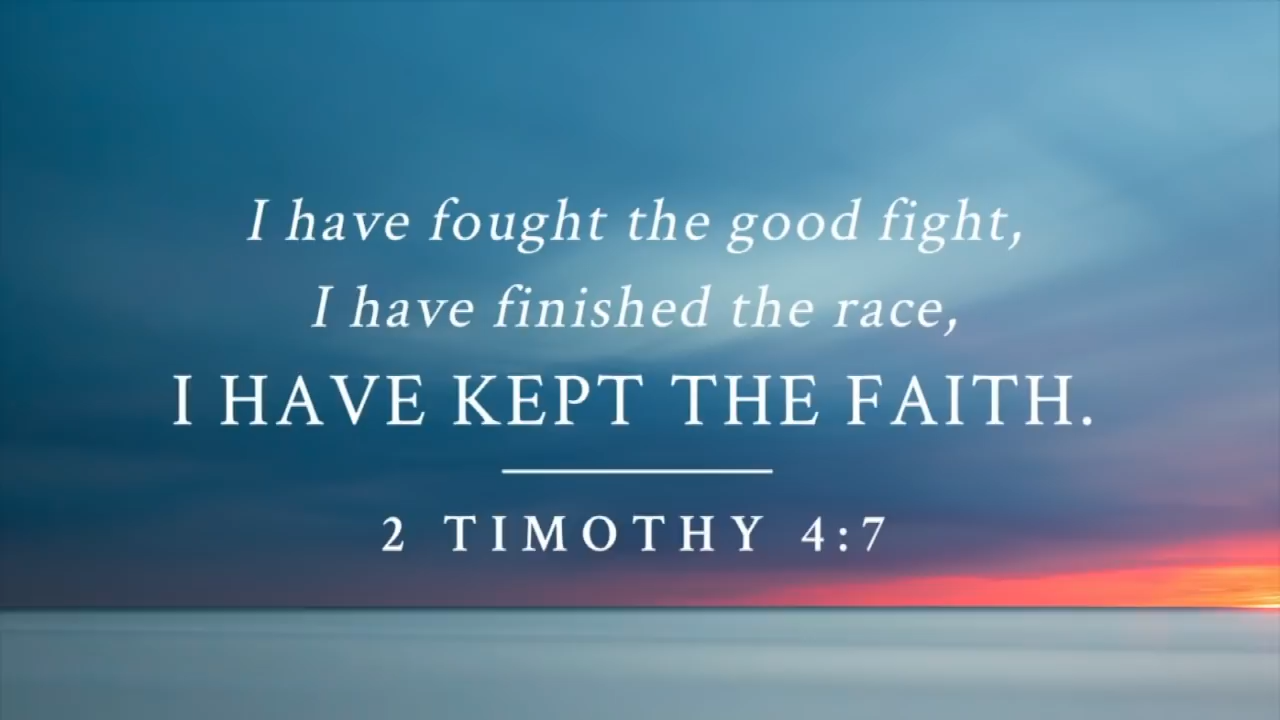 I have fought the good fight,
I have finished the race,
I HAVE KEPT THE FAITH.
2 TIMOTHY 4:7